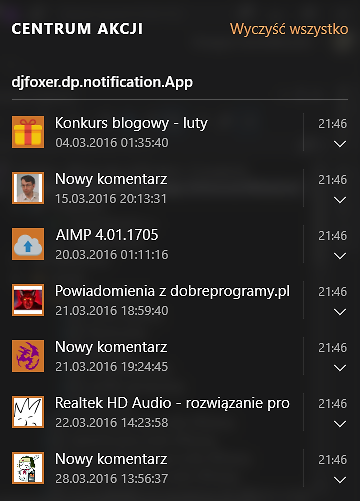 CENTRUM AKCJI Wyczyść wszystko
djfoxer.dp.notification.App
Konkurs blogowy - luty 21:46
04.03.2016 01:35:40
Nowy komentarz 21:46
15.03.2016 20:13:31
AIMP 4.01.1705 21:46
20.03.2016 01:11:16
Powiadomienia z dobreprogramy.pl 21:46
21.03.2016 18:59:40
Nowy komentarz 21:46
21.03.2016 19:24:45
Realtek HD Audio - rozwiązanie pro 21:46
22.03.2016 14:23:58
Nowy komentarz 21:46
28.03.2016 13:56:37